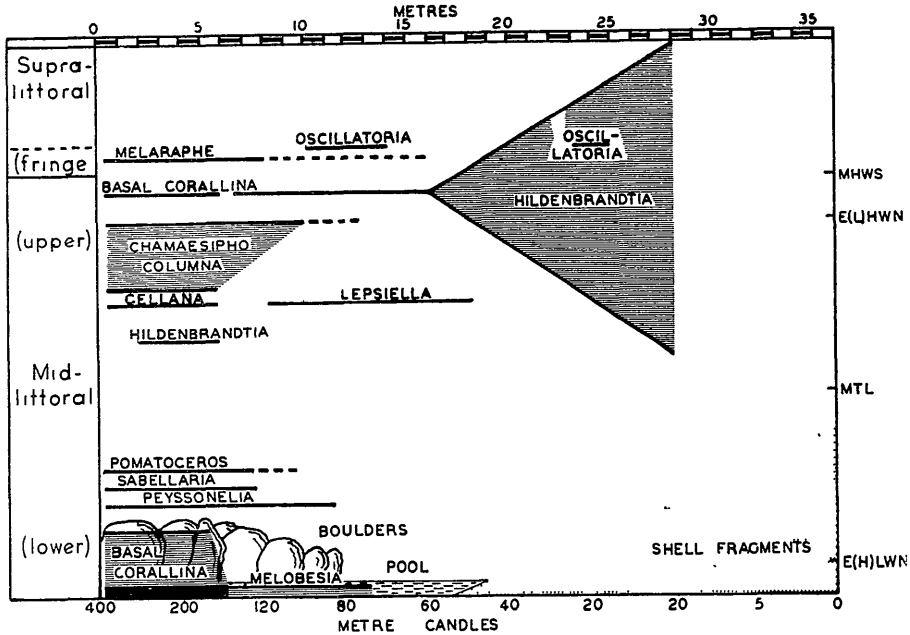 METRES
0 5 10 15 20 25 30 35
Supra-
littoral
(fringe
MELARAPHE
OSCILLATORIA
OSCIL-
LATORIA
MHWS
BASAL CORALLINA
HILDENBRANDTIA
E(L)HWN
(upper)
CHAMAESIPHO
COLUMNA
CELLANA
LEPSIELLA
HILDENBRANDTIA
Mid-
littoral
MTL
POMATOCEROS
SABELLARIA
PEYSSONELIA
BOULDERS
(lower)
BASAL
CORALLINA
MELOBESIA
POOL
SHELL FRAGMENTS
E(H)LWN
400 200 120 80 60 40 20 20 5 0
METRE CANDLES